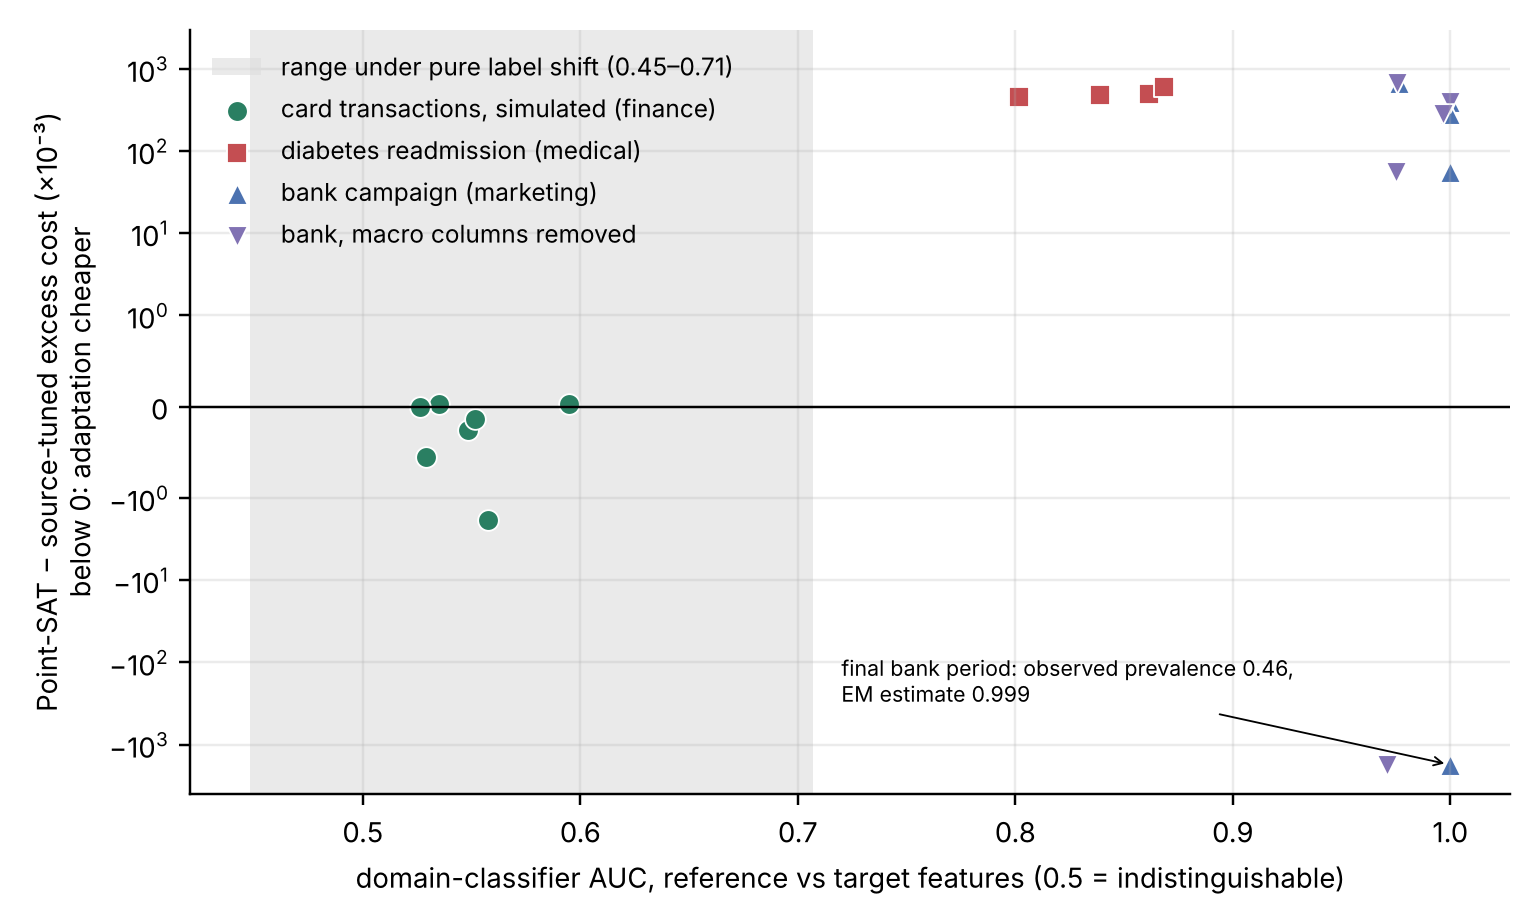 range under pure label shift (0.45–0.71)
card transactions, simulated (finance)
diabetes readmission (medical)
bank campaign (marketing)
bank, macro columns removed
10³
10²
10¹
10⁰
0
−10⁰
−10¹
−10²
−10³
Point-SAT − source-tuned excess cost (×10⁻³)
below 0: adaptation cheaper
final bank period: observed prevalence 0.46,
EM estimate 0.999
0.5
0.6
0.7
0.8
0.9
1.0
domain-classifier AUC, reference vs target features (0.5 = indistinguishable)